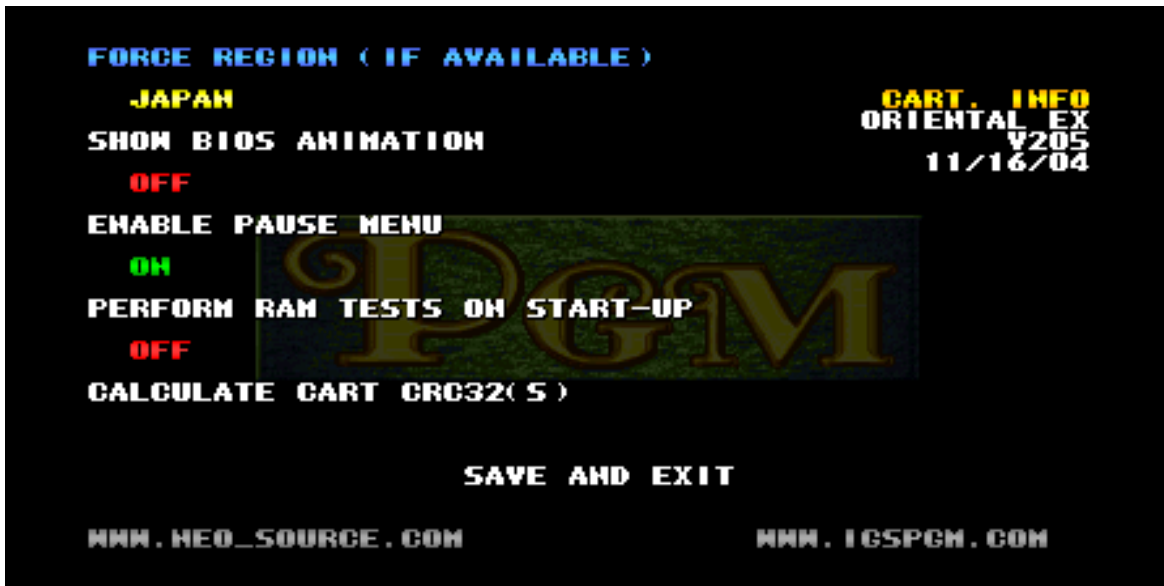 FORCE REGION (IF AVAILABLE)
JAPAN
CART. INFO
ORIENTAL EX
V205
11/16/04
SHOW BIOS ANIMATION
OFF
ENABLE PAUSE MENU
ON
PGM
PERFORM RAM TESTS ON START-UP
OFF
CALCULATE CART CRC32(S)
SAVE AND EXIT
WWW.NEO_SOURCE.COM
WWW.IGSPGM.COM